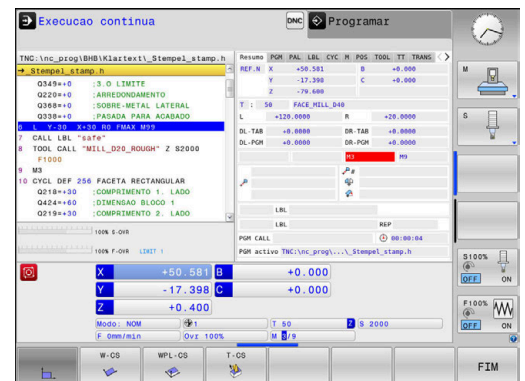 Execucao continua
DNC
Programar
TNC:\nc_prog\BHB\Klartext\_Stempel_stamp.h
→_Stempel_stamp.h
Q349=+0 ;3.O LIMITE
Q220=+0 ;ARREDONDAMENTO
Q368=+0 ;SOBRE-METAL LATERAL
Q338=+0 ;PASADA PARA ACABADO
6 L Y-30 X+30 R0 FMAX M99
7 CALL LBL "safe"
8 TOOL CALL "MILL_D20_ROUGH" Z S2000
F1000
9 M3
10 CYCL DEF 256 FACETA RECTANGULAR
Q218=+30 ;COMPRIMENTO 1. LADO
Q424=+60 ;DIMENSAO BLOCO 1
Q219=+30 ;COMPRIMENTO 2. LADO
100% S-OVR
100% F-OVR LIMIT 1
Resumo PGM PAL LBL CYC M POS TOOL TT TRANS
REF.N X +50.581 B +0.000
Y -17.398 C +0.000
Z -79.600
T : 50 FACE_MILL_D40
L +120.0000 R +20.0000
DL-TAB +0.0000 DR-TAB +0.0000
DL-PGM +0.0000 DR-PGM +0.0000
M3 M9
LBL
LBL REP
PGM CALL 00:00:04
PGM activo TNC:\nc_prog\...\_Stempel_stamp.h
X +50.581 B +0.000
Y -17.398 C +0.000
Z +0.400
Modo: NOM 1 T 50 Z S 2000
F 0mm/min Ovr 100% M 3/9
M
S
S100%
OFF ON
F100%
OFF ON
W-CS WPL-CS T-CS
FIM